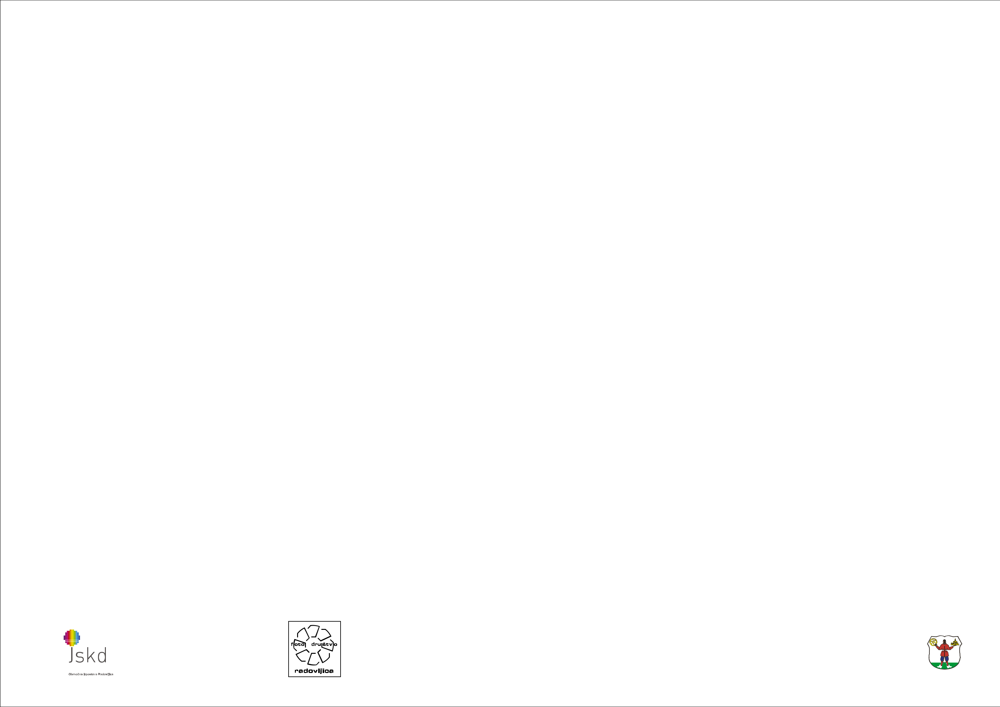 Jskd
Območna Izpostava Radovljica
foto društvo
radovljica